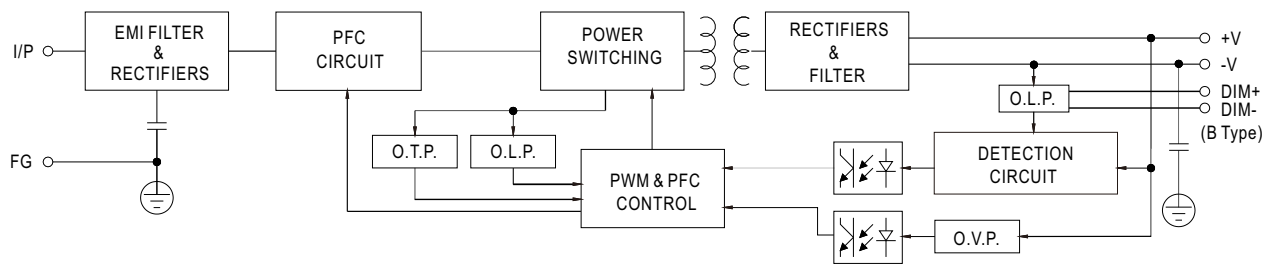 I/P
EMI FILTER
&
RECTIFIERS
PFC
CIRCUIT
POWER
SWITCHING
RECTIFIERS
&
FILTER
+V
-V
DIM+
DIM-
(B Type)
O.L.P.
FG
O.T.P.
O.L.P.
PWM & PFC
CONTROL
DETECTION
CIRCUIT
O.V.P.